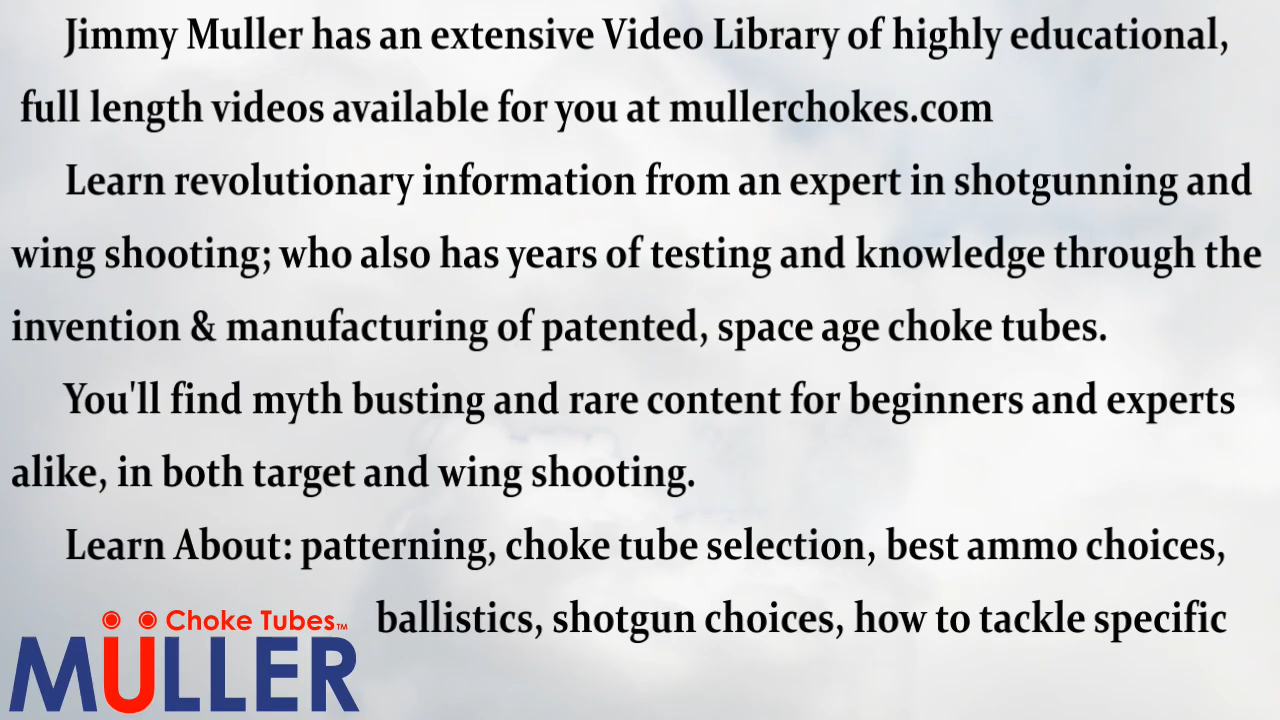 Jimmy Muller has an extensive Video Library of highly educational,
full length videos available for you at mullerchokes.com
Learn revolutionary information from an expert in shotgunning and
wing shooting; who also has years of testing and knowledge through the
invention & manufacturing of patented, space age choke tubes.
You'll find myth busting and rare content for beginners and experts
alike, in both target and wing shooting.
Learn About: patterning, choke tube selection, best ammo choices,
ballistics, shotgun choices, how to tackle specific
Choke Tubes™
MÜLLER